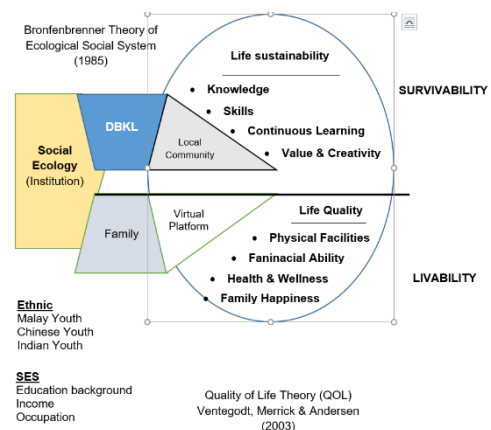 Bronfenbrenner Theory of
Ecological Social System
(1985)
Life sustainability
Knowledge
Skills
Continuous Learning
Value & Creativity
SURVIVABILITY
DBKL
Local
Community
Social
Ecology
(Institution)
Family
Virtual
Platform
Life Quality
Physical Facilities
Faninacial Ability
Health & Wellness
Family Happiness
LIVABILITY
Ethnic
Malay Youth
Chinese Youth
Indian Youth
SES
Education background
Income
Occupation
Quality of Life Theory (QOL)
Ventegodt, Merrick & Andersen
(2003)